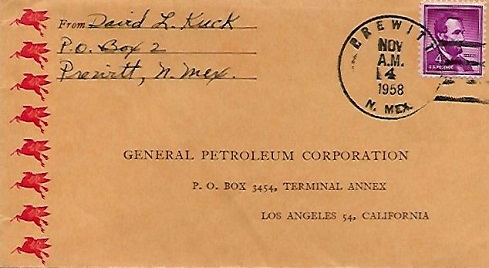 From David L. Kuck
P.O. Box 2
Prewitt, N. Mex.
PREWITT
NOV
4
A.M.
1958
N. MEX.
4¢
GENERAL PETROLEUM CORPORATION
P. O. BOX 3454, TERMINAL ANNEX
LOS ANGELES 54, CALIFORNIA